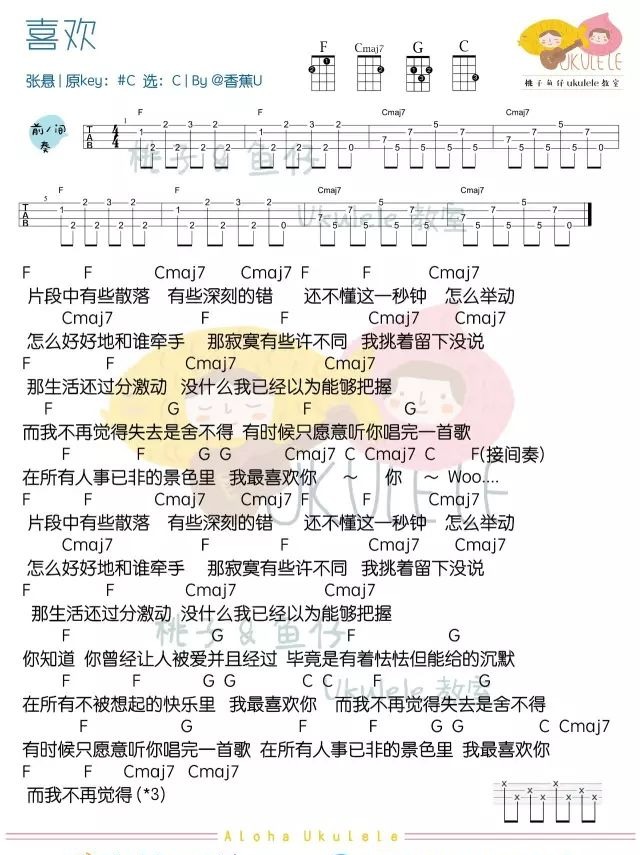 喜欢
F Cmaj7 G C
UKULELE
桃子鱼仔ukulele教室
张悬 | 原key：#C 选：C | By @香蕉U
前/间奏
F F Cmaj7 Cmaj7
桃子&鱼仔
F F Cmaj7 Cmaj7
Ukulele 教室
F F Cmaj7 Cmaj7 F F Cmaj7
片段中有些散落 有些深刻的错 还不懂这一秒钟 怎么举动
Cmaj7 F F Cmaj7 Cmaj7
怎么好好地和谁牵手 那寂寞有些许不同 我挑着留下没说
F F Cmaj7 Cmaj7
那生活还过分激动 没什么我已经以为能够把握
F G F G
而我不再觉得失去是舍不得 有时候只愿意听你唱完一首歌
F F G G Cmaj7 C Cmaj7 C F(接间奏)
在所有人事已非的景色里 我最喜欢你 ～ 你 ～ Woo....
UKULELE
F F Cmaj7 Cmaj7 F F Cmaj7
片段中有些散落 有些深刻的错 还不懂这一秒钟 怎么举动
Cmaj7 F F Cmaj7 Cmaj7
怎么好好地和谁牵手 那寂寞有些许不同 我挑着留下没说
F F Cmaj7 Cmaj7
那生活还过分激动 没什么我已经以为能够把握
F G F G
桃子&鱼仔
你知道 你曾经让人被爱并且经过 毕竟是有着怯怯但能给的沉默
F F G G C C F G
Ukulele 教室
在所有不被想起的快乐里 我最喜欢你 而我不再觉得失去是舍不得
F G F F G G C Cmaj7
有时候只愿意听你唱完一首歌 在所有人事已非的景色里 我最喜欢你
F F Cmaj7 Cmaj7
而我不再觉得(*3)
Aloha Ukulele